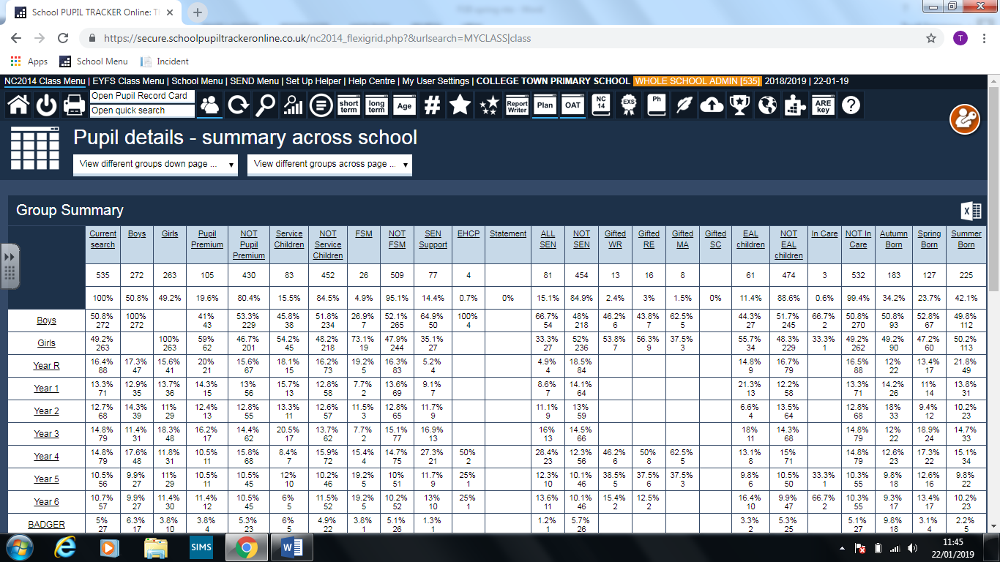 School PUPIL TRACKER Online: Th
https://secure.schoolpupiltrackeronline.co.uk/nc2014_flexigrid.php?&urlsearch=MYCLASS|class
T
Apps School Menu Incident
NC2014 Class Menu | EYFS Class Menu | School Menu | SEND Menu | Set Up Helper | Help Centre | My User Settings | COLLEGE TOWN PRIMARY SCHOOL WHOLE SCHOOL ADMIN [535] 2018/2019 | 22-01-19
Open Pupil Record Card
Open quick search
short term long term Age # Report Writer Plan OAT NC 14 EXS Ph ARE key ?
Pupil details - summary across school
View different groups down page ... View different groups across page ...
Group Summary
Current search Boys Girls Pupil Premium NOT Pupil Premium Service Children NOT Service Children FSM NOT FSM SEN Support EHCP Statement ALL SEN NOT SEN Gifted WR Gifted RE Gifted MA Gifted SC EAL children NOT EAL children In Care NOT In Care Autumn Born Spring Born Summer Born
535 272 263 105 430 83 452 26 509 77 4 81 454 13 16 8 61 474 3 532 183 127 225
100% 50.8% 49.2% 19.6% 80.4% 15.5% 84.5% 4.9% 95.1% 14.4% 0.7% 0% 15.1% 84.9% 2.4% 3% 1.5% 0% 11.4% 88.6% 0.6% 99.4% 34.2% 23.7% 42.1%
Boys
50.8% 100% 41% 53.3% 45.8% 51.8% 26.9% 52.1% 64.9% 100% 66.7% 48% 46.2% 43.8% 62.5% 44.3% 51.7% 66.7% 50.8% 50.8% 52.8% 49.8%
272 272 43 229 38 234 7 265 50 4 54 218 6 7 5 27 245 2 270 93 67 112
Girls
49.2% 100% 59% 46.7% 54.2% 48.2% 73.1% 47.9% 35.1% 33.3% 52% 53.8% 56.3% 37.5% 55.7% 48.3% 33.3% 49.2% 49.2% 47.2% 50.2%
263 263 62 201 45 218 19 244 27 27 236 7 9 3 34 229 1 262 90 60 113
Year R
16.4% 17.3% 15.6% 20% 15.6% 18.1% 16.2% 19.2% 16.3% 5.2% 4.9% 18.5% 14.8% 16.7% 16.5% 12% 13.4% 21.8%
88 47 41 21 67 15 73 5 83 4 4 84 9 79 88 22 17 49
Year 1
13.3% 12.9% 13.7% 14.3% 13% 15.7% 12.8% 7.7% 13.6% 9.1% 8.6% 14.1% 21.3% 12.2% 13.3% 14.2% 11% 13.8%
71 35 36 15 56 13 58 2 69 7 7 64 13 58 71 26 14 31
Year 2
12.7% 14.3% 11% 12.4% 12.8% 13.3% 12.6% 11.5% 12.8% 11.7% 11.1% 13% 6.6% 13.5% 12.8% 18% 9.4% 10.2%
68 39 29 13 55 11 57 3 65 9 9 59 4 64 68 33 12 23
Year 3
14.8% 11.4% 18.3% 16.2% 14.4% 20.5% 13.7% 7.7% 15.1% 16.9% 16% 14.5% 18% 14.3% 14.8% 12% 18.9% 14.7%
79 31 48 17 62 17 62 2 77 13 13 66 11 68 79 22 24 33
Year 4
14.8% 17.6% 11.8% 10.5% 15.8% 8.4% 15.9% 15.4% 14.7% 27.3% 50% 28.4% 12.3% 46.2% 50% 62.5% 13.1% 15% 14.8% 12.6% 17.3% 15.1%
79 48 31 11 68 7 72 4 75 21 2 23 56 6 8 5 8 71 79 23 22 34
Year 5
10.5% 9.9% 11% 10.5% 10.5% 12% 10.2% 19.2% 10% 11.7% 25% 12.3% 10.1% 38.5% 37.5% 37.5% 9.8% 10.5% 33.3% 10.3% 9.8% 12.6% 9.8%
56 27 29 11 45 10 46 5 51 9 1 10 46 5 6 3 6 50 1 55 18 16 22
Year 6
10.7% 9.9% 11.4% 11.4% 10.5% 6% 11.5% 19.2% 10.2% 13% 25% 13.6% 10.1% 15.4% 12.5% 16.4% 9.9% 66.7% 10.3% 9.3% 13.4% 10.2%
57 27 30 12 45 5 52 5 52 10 1 11 46 2 2 10 47 2 55 17 17 23
BADGER
5% 6.3% 3.8% 3.8% 5.3% 6% 4.9% 3.8% 5.1% 1.3% 1.2% 5.7% 3.3% 5.3% 5.1% 9.8% 3.1% 2.2%
27 17 10 4 23 5 22 1 26 1 1 26 2 25 27 18 4 5
SIMS
11:45
22/01/2019